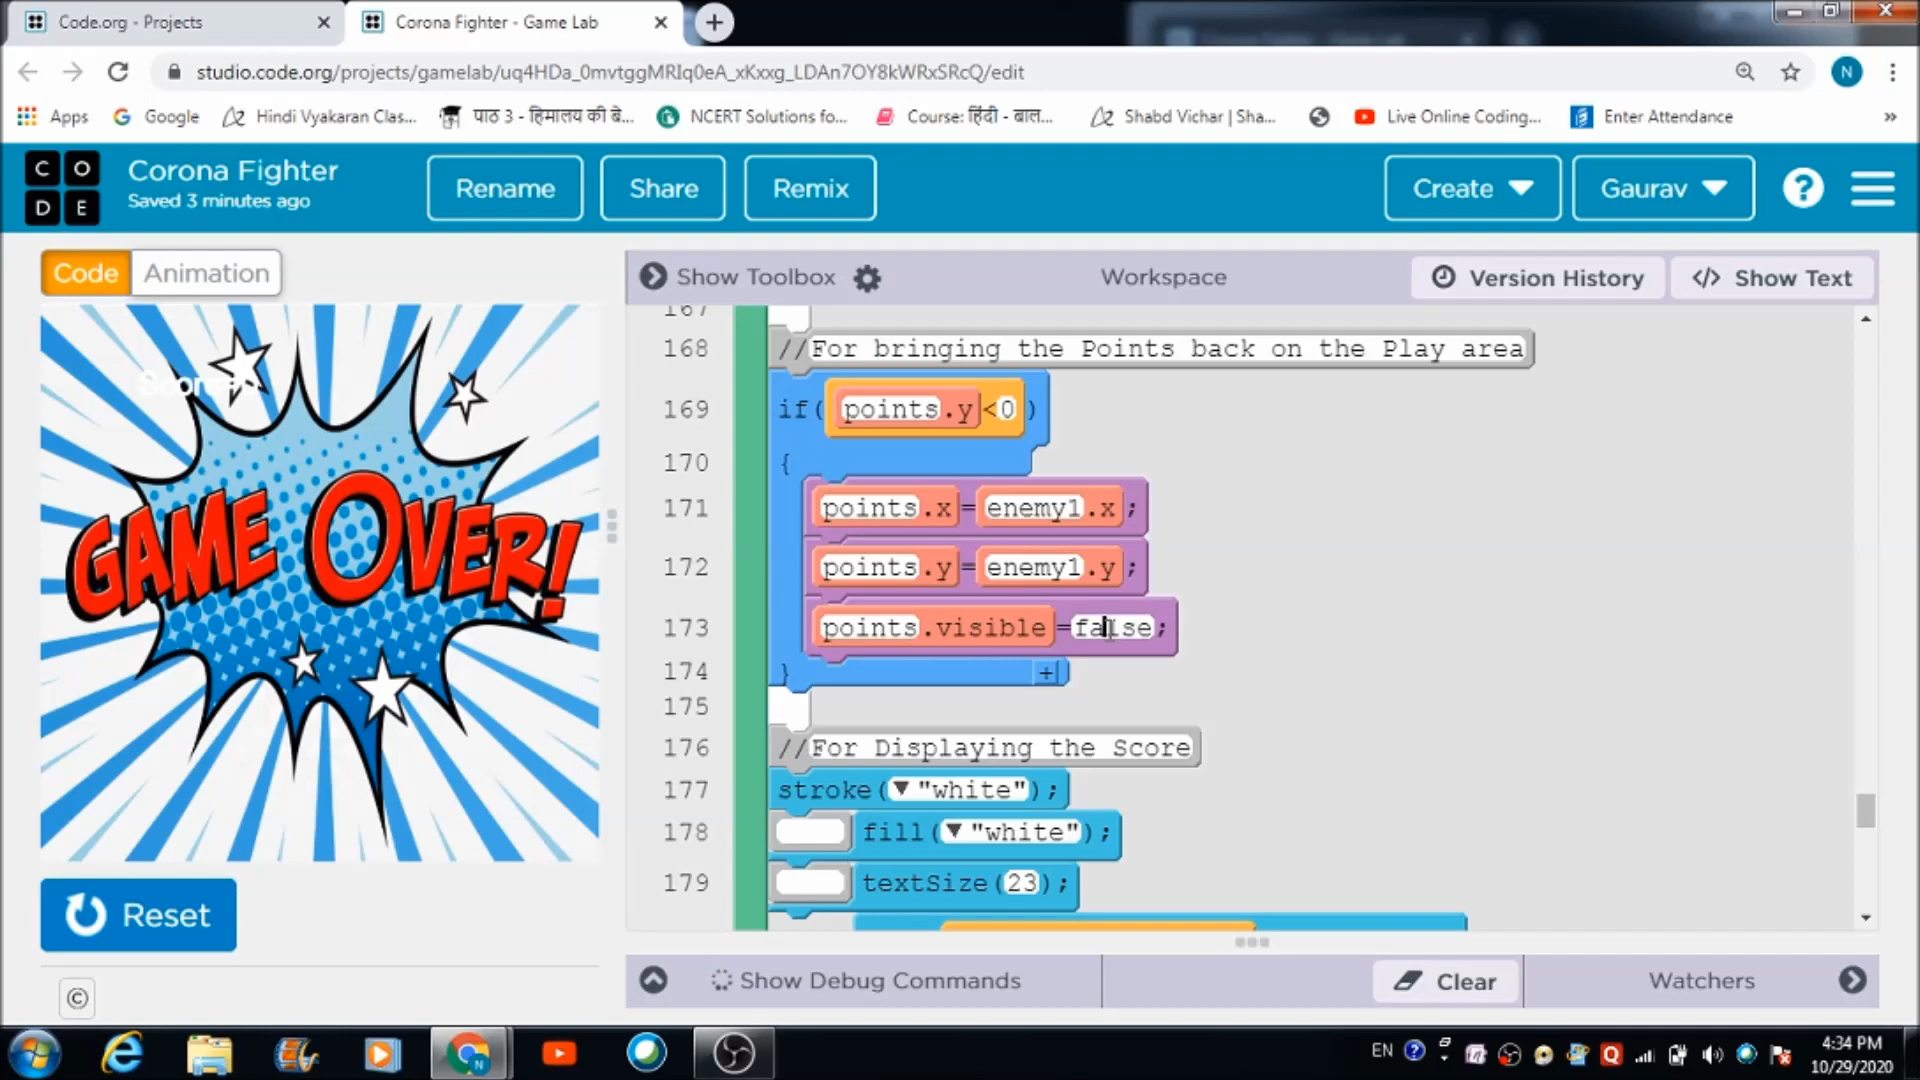 Code.org - Projects
Corona Fighter - Game Lab
studio.code.org/projects/gamelab/uq4HDa_0mvtggMRIq0eA_xKxxg_LDAn7OY8kWRxSRcQ/edit
N
Apps
Google
Hindi Vyakaran Clas...
पाठ 3 - हिमालय की बे...
NCERT Solutions fo...
Course: हिंदी - बाल...
Shabd Vichar | Sha...
Live Online Coding...
Enter Attendance
»
C O
D E
Corona Fighter
Saved 3 minutes ago
Rename
Share
Remix
Create
Gaurav
?
Code
Animation
Show Toolbox
Workspace
Version History
</> Show Text
GAME OVER!
167
168 //For bringing the Points back on the Play area
169 if( points.y <0 )
170 {
171 points.x = enemy1.x ;
172 points.y = enemy1.y ;
173 points.visible =false;
174 } +
175
176 //For Displaying the Score
177 stroke( ▼ "white");
178 fill( ▼ "white");
179 textSize(23);
Reset
©
Show Debug Commands
Clear
Watchers
EN
4:34 PM
10/29/2020